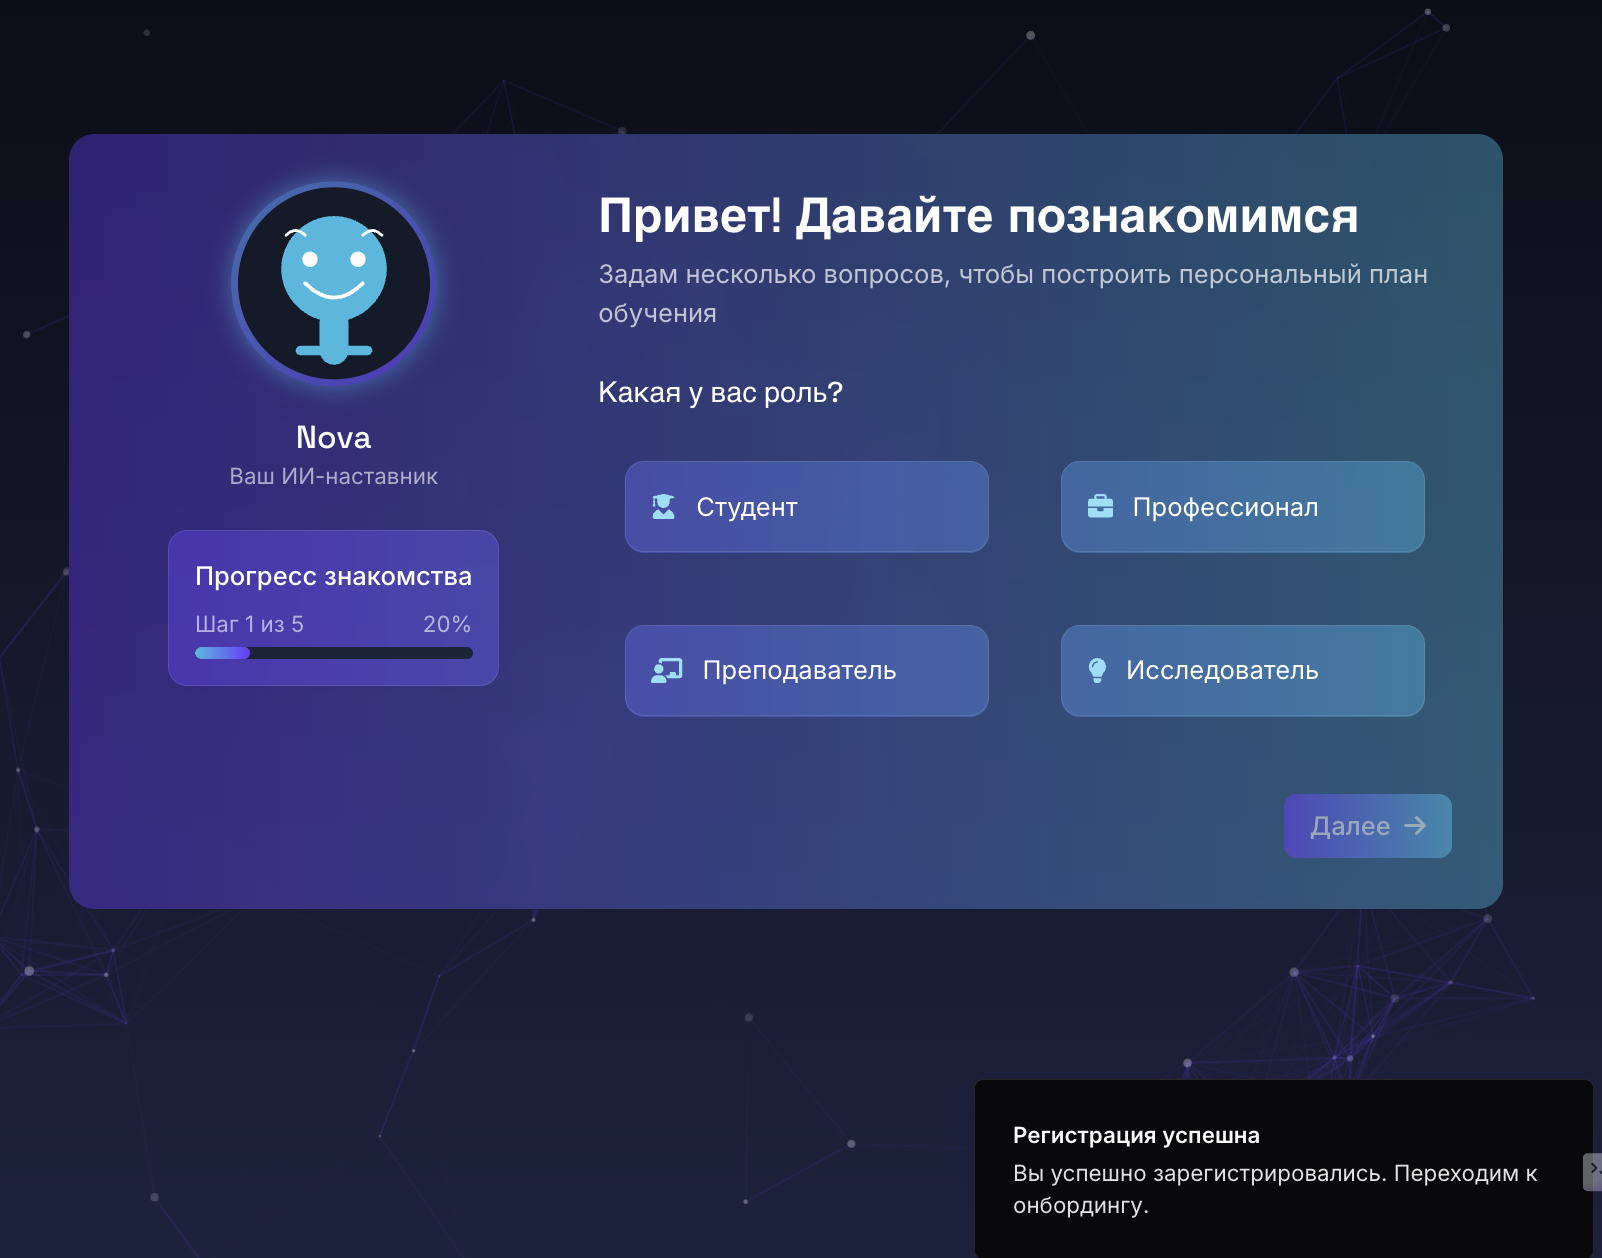 Привет! Давайте познакомимся
Задам несколько вопросов, чтобы построить персональный план
обучения
Какая у вас роль?
Nova
Ваш ИИ-наставник
Прогресс знакомства
Шаг 1 из 5 20%
Студент
Профессионал
Преподаватель
Исследователь
Далее →
Регистрация успешна
Вы успешно зарегистрировались. Переходим к
онбордингу.